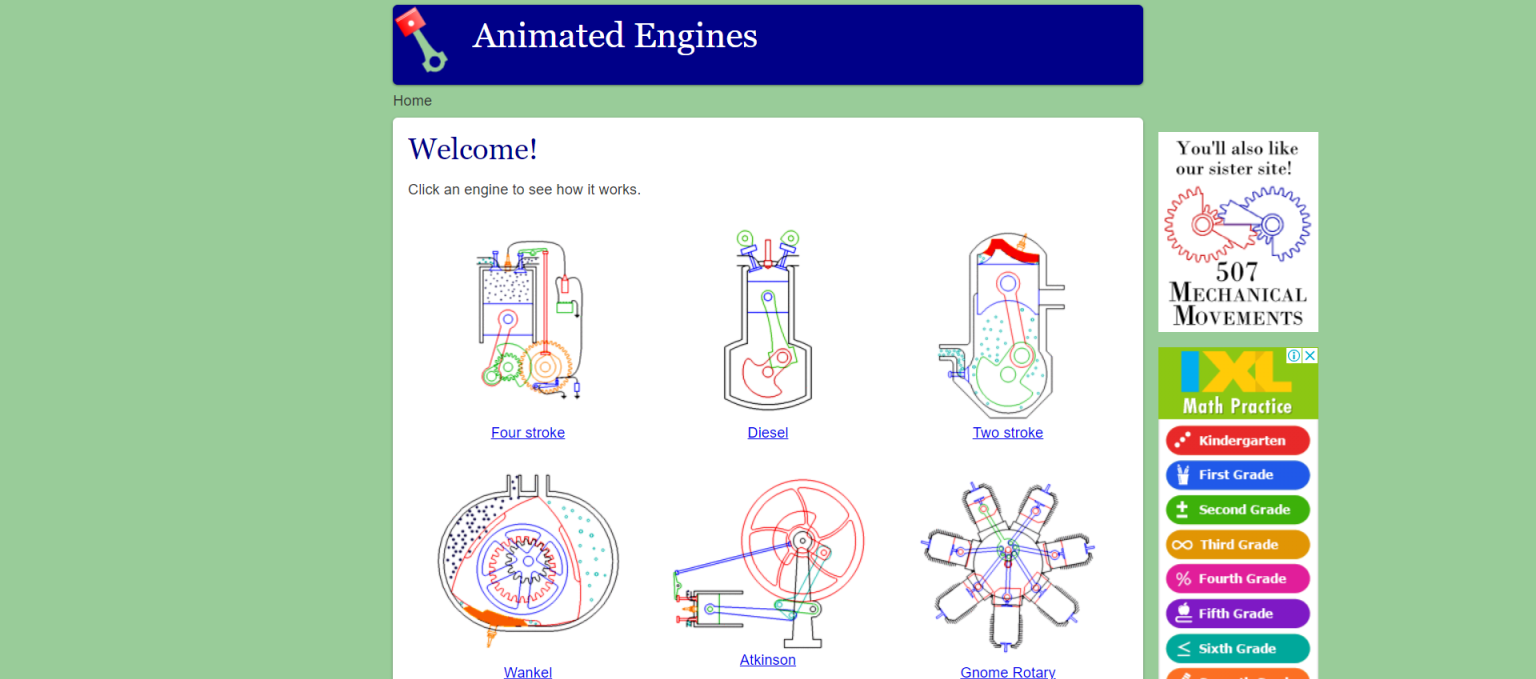 Animated Engines
Home
Welcome!
Click an engine to see how it works.
Four stroke
Diesel
Two stroke
Wankel
Atkinson
Gnome Rotary
You'll also like
our sister site!
507
MECHANICAL
MOVEMENTS
IXL
Math Practice
Kindergarten
First Grade
Second Grade
Third Grade
Fourth Grade
Fifth Grade
Sixth Grade